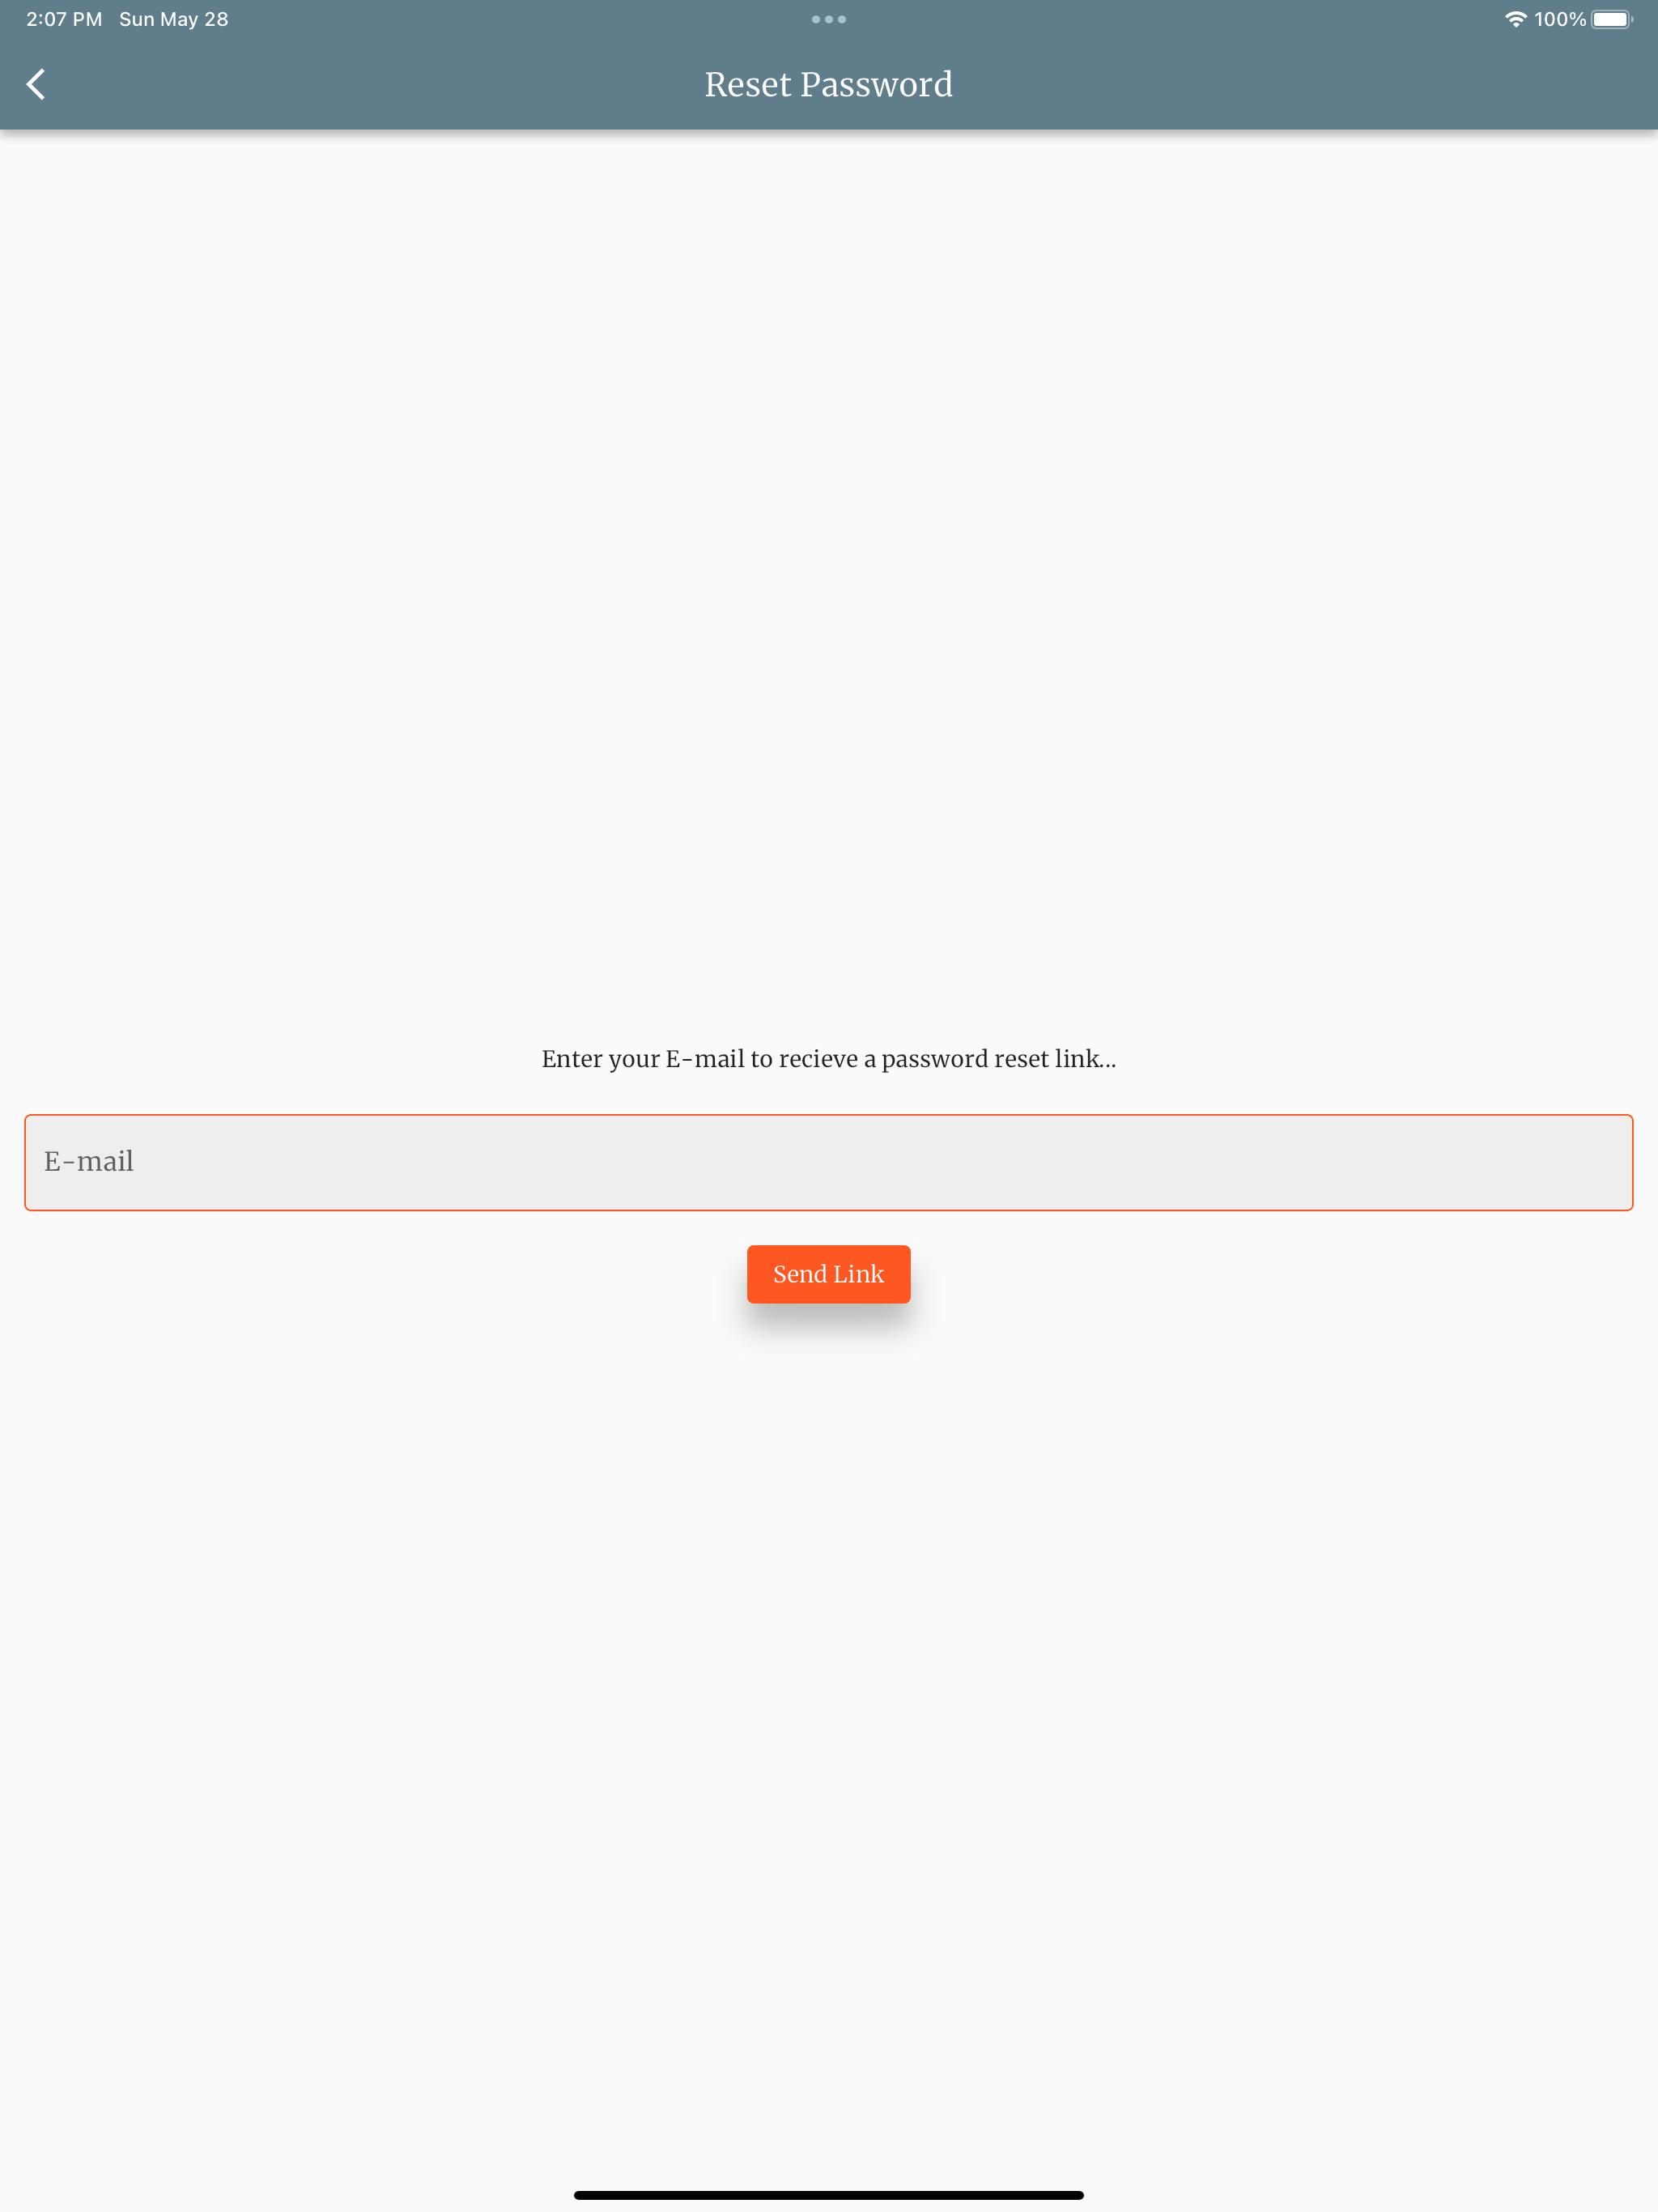 2:07 PM Sun May 28
100%
Reset Password
Enter your E-mail to recieve a password reset link...
E-mail
Send Link